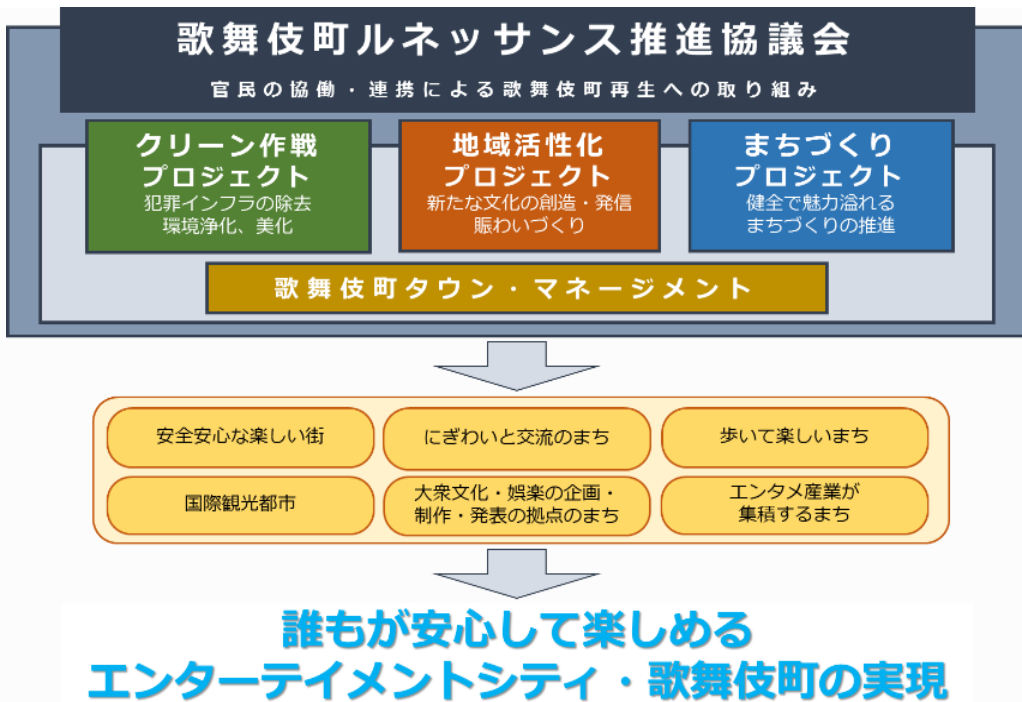 歌舞伎町ルネッサンス推進協議会
官民の協働・連携による歌舞伎町再生への取り組み
クリーン作戦
プロジェクト
犯罪インフラの除去
環境浄化、美化
地域活性化
プロジェクト
新たな文化の創造・発信
賑わいづくり
まちづくり
プロジェクト
健全で魅力溢れる
まちづくりの推進
歌舞伎町タウン・マネージメント
安全安心な楽しい街
にぎわいと交流のまち
歩いて楽しいまち
国際観光都市
大衆文化・娯楽の企画・
制作・発表の拠点のまち
エンタメ産業が
集積するまち
誰もが安心して楽しめる
エンターテイメントシティ・歌舞伎町の実現